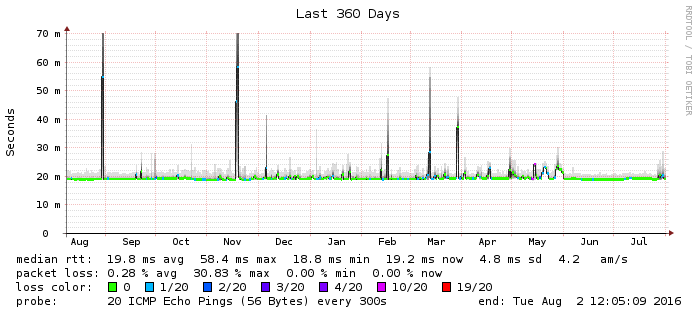 Last 360 Days
RRDTOOL / TOBI OETIKER
Seconds
70 m
60 m
50 m
40 m
30 m
20 m
10 m
0
Aug Sep Oct Nov Dec Jan Feb Mar Apr May Jun Jul
median rtt: 19.8 ms avg 58.4 ms max 18.8 ms min 19.2 ms now 4.8 ms sd 4.2 am/s
packet loss: 0.28 % avg 30.83 % max 0.00 % min 0.00 % now
loss color: 0 1/20 2/20 3/20 4/20 10/20 19/20
probe: 20 ICMP Echo Pings (56 Bytes) every 300s end: Tue Aug 2 12:05:09 2016